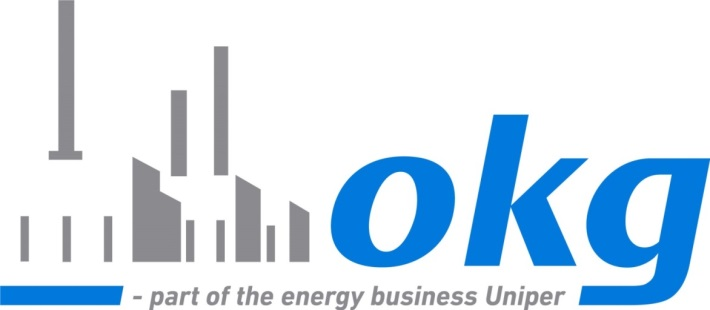 okg
- part of the energy business Uniper